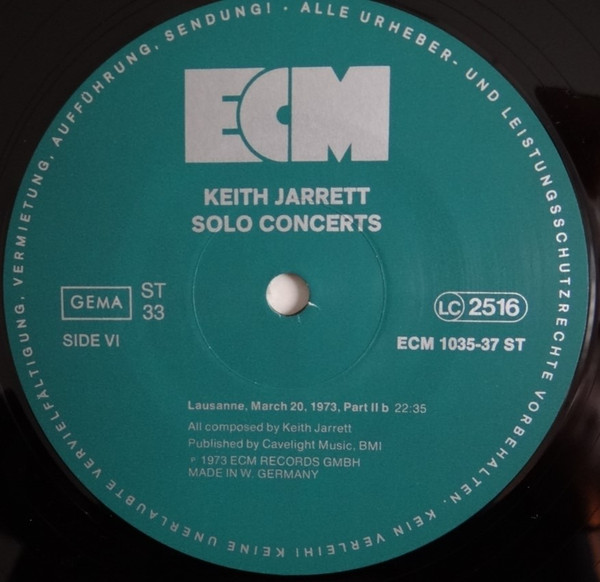 ALLE URHEBER- UND LEISTUNGSSCHUTZRECHTE VORBEHALTEN. KEIN VERLEIH! KEINE UNERLAUBTE VERVIELFÄLTIGUNG, VERMIETUNG, AUFFÜHRUNG, SENDUNG! ·
ECM
KEITH JARRETT
SOLO CONCERTS
GEMA
ST
33
SIDE VI
LC 2516
ECM 1035-37 ST
Lausanne, March 20, 1973, Part II b 22:35
All composed by Keith Jarrett
Published by Cavelight Music, BMI
℗ 1973 ECM RECORDS GMBH
MADE IN W. GERMANY